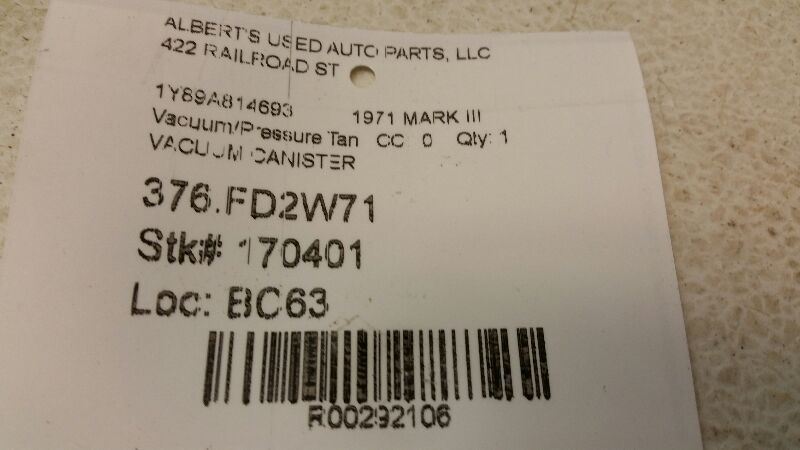 ALBERT'S USED AUTO PARTS, LLC
422 RAILROAD ST
1Y89A814693 1971 MARK III
Vacuum/Pressure Tan CC: 0 Qty: 1
VACUUM CANISTER
376.FD2W71
Stk# 170401
Loc: BC63
R00292106